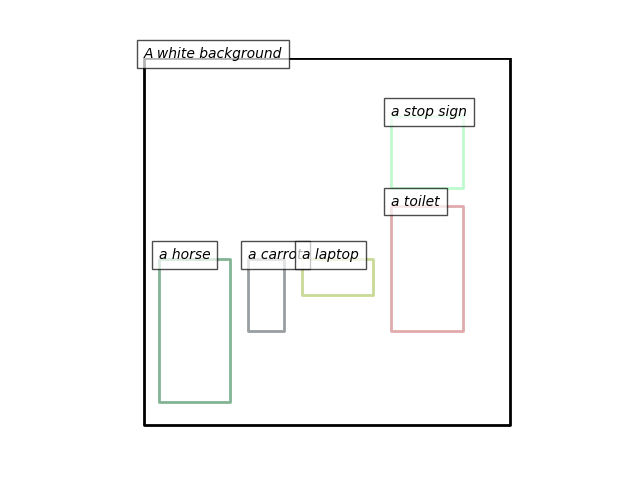 A white background
a stop sign
a toilet
a horse
a carrot
a laptop